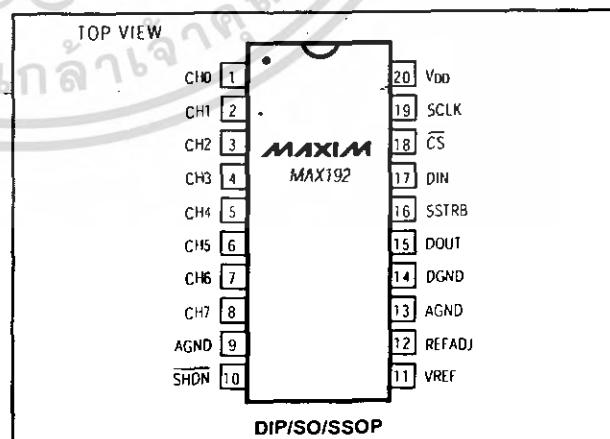 TOP VIEW
CH0 1
CH1 2
CH2 3
CH3 4
CH4 5
CH5 6
CH6 7
CH7 8
AGND 9
SHDN 10
MAXIM
MAX192
20 VDD
19 SCLK
18 CS
17 DIN
16 SSTRB
15 DOUT
14 DGND
13 AGND
12 REFADJ
11 VREF
DIP/SO/SSOP